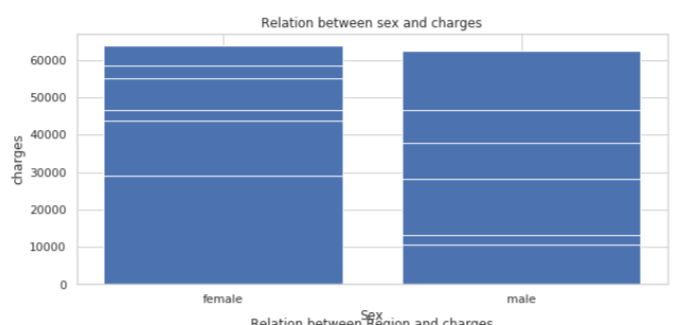 Relation between sex and charges
60000
50000
40000
30000
20000
10000
0
charges
female male
Sex
Relation between Region and charges